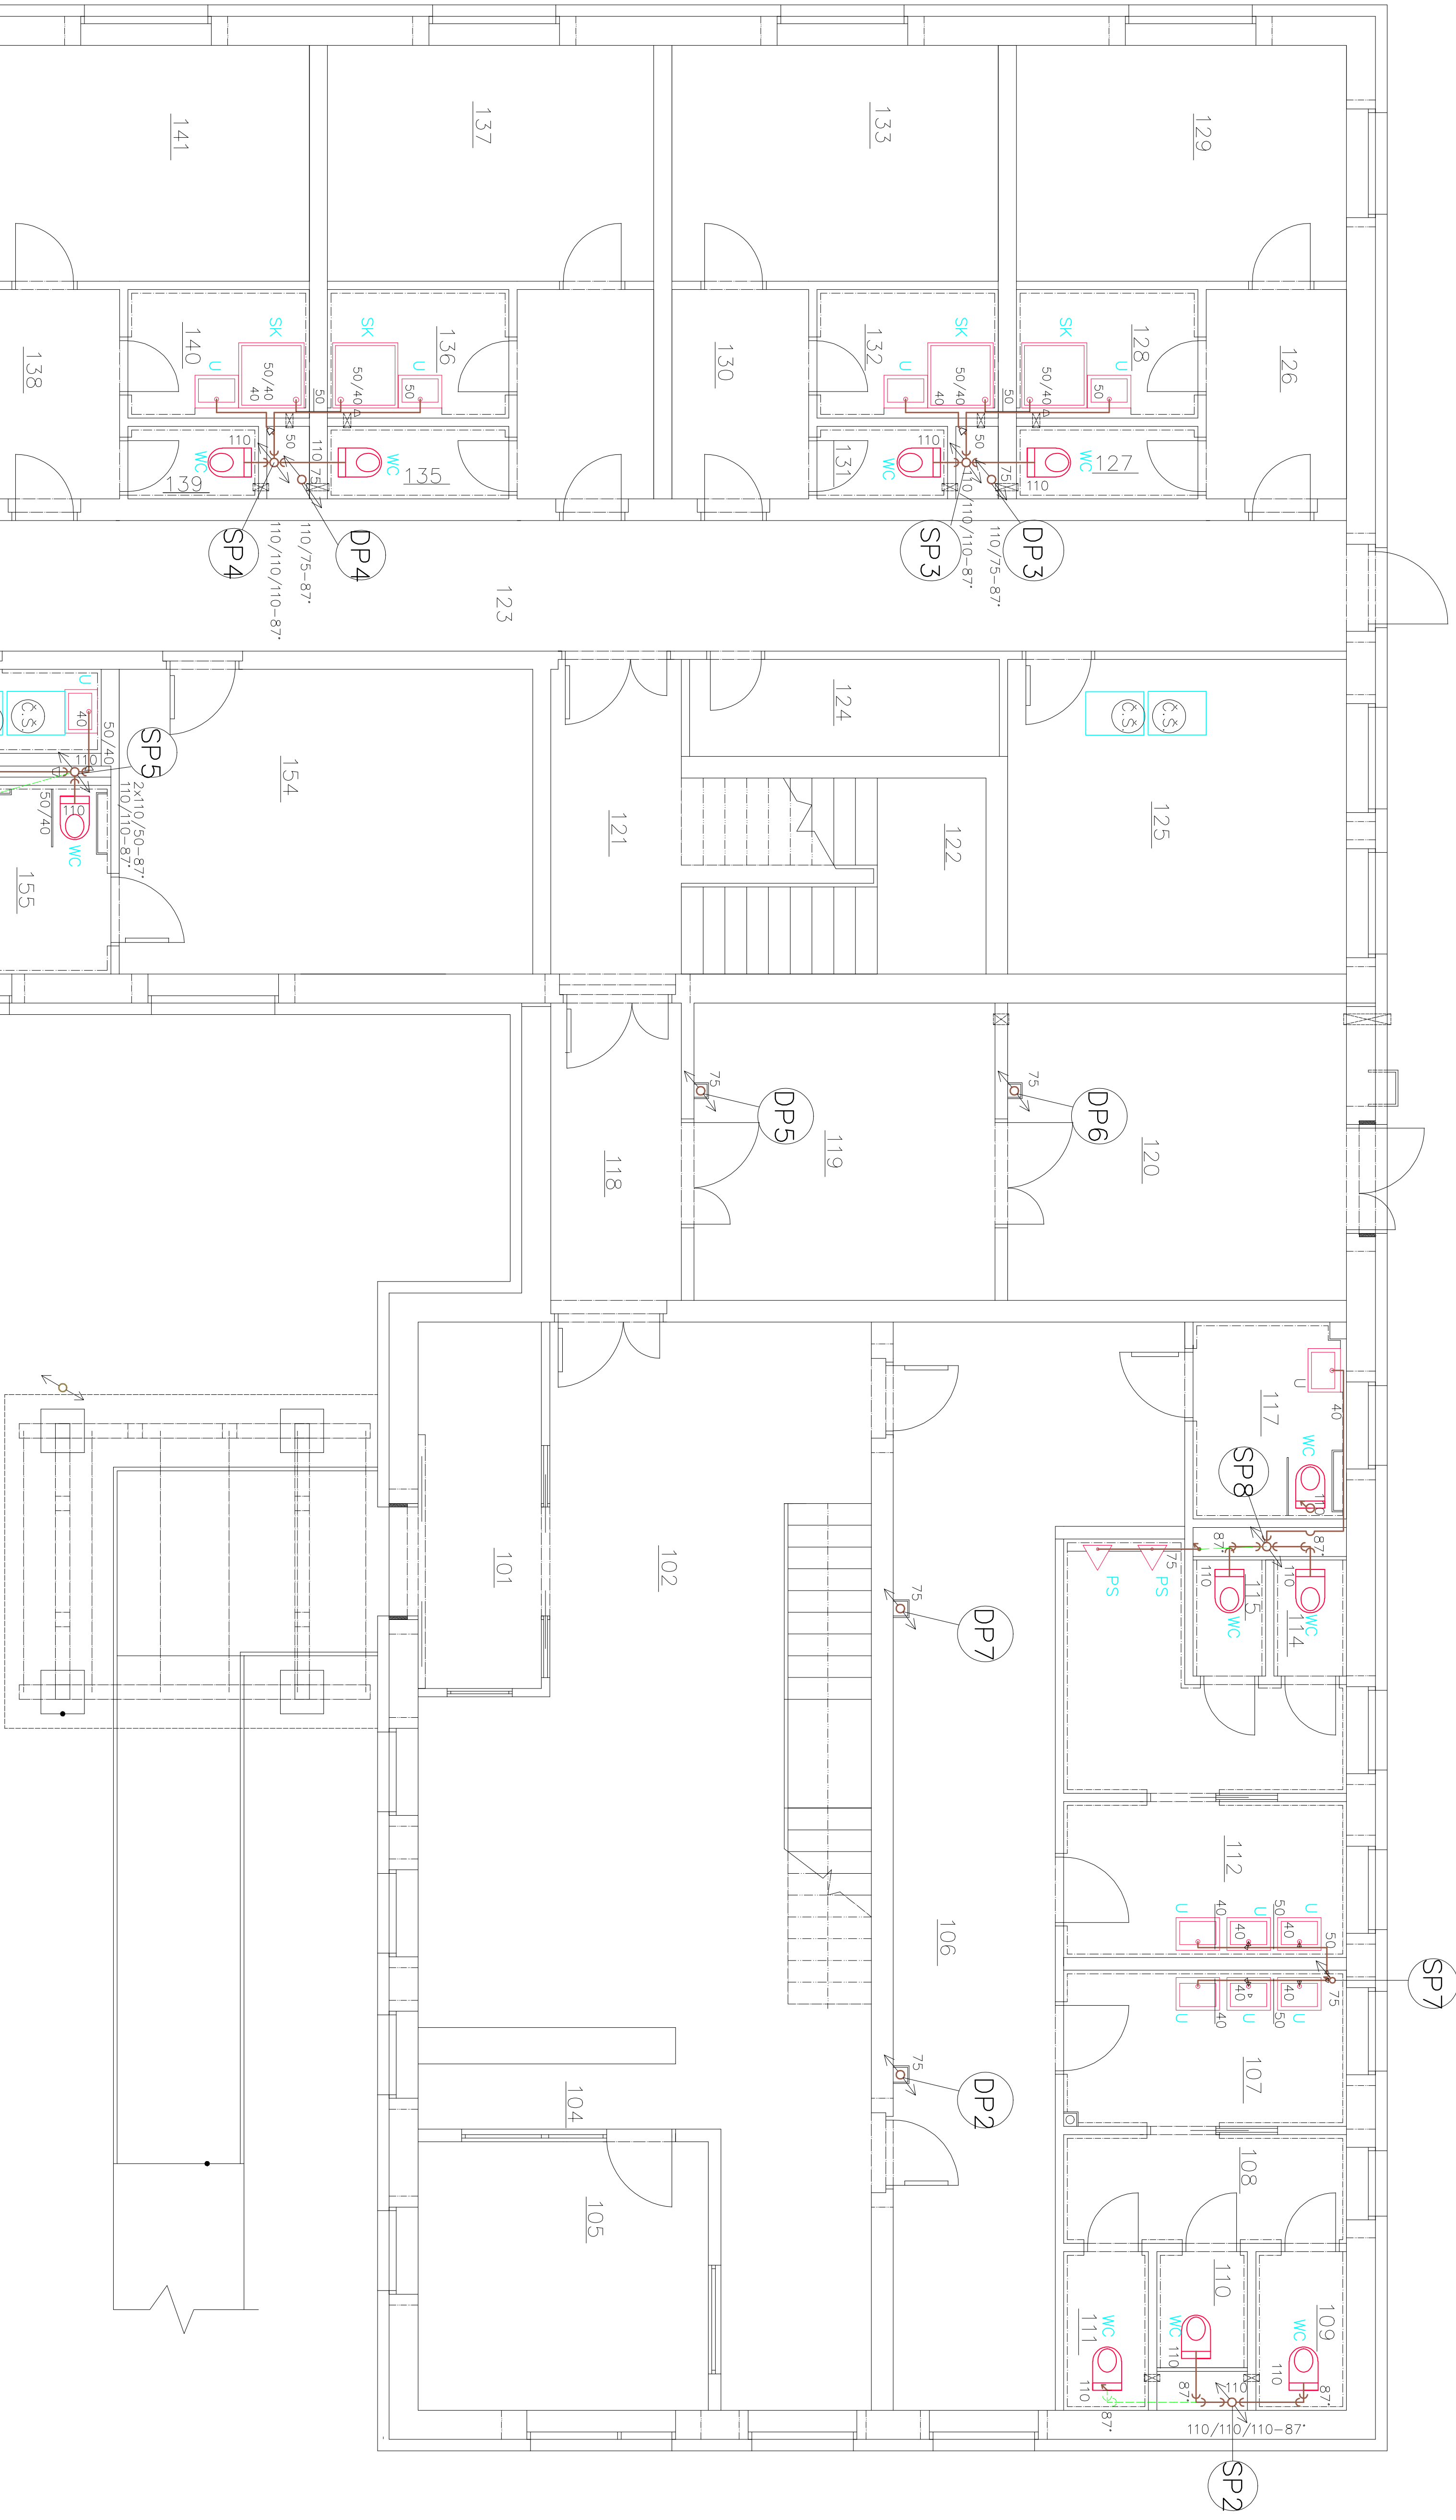 141
137
133
129
138
140
SK
U
50/40
40
SK
136
U
50/40
50
50
130
132
SK
U
50/40
40
SK
128
U
50/40
50
50
126
139
WC
110
50
110
75
WC
135
131
WC
110
50
75
WC
110
127
SP4
110/110/110-87°
110/75-87°
DP4
SP3
110/110/110-87°
110/75-87°
DP3
123
U
40
Č.Š.
50/40
SP5
110
110
50/40
WC
2x110/50-87°
110/110-87°
155
154
121
124
122
125
Č.Š.
Č.Š.
75
DP5
75
DP6
118
119
120
117
U
40
WC
110
SP8
87°
87°
110
110
115
WC
114
WC
75
PS
PS
101
102
75
DP7
106
112
U
40
U
40
50
U
40
50
SP7
75
U
40
U
40
50
U
40
107
75
DP2
104
105
108
109
110
111
WC
110
WC
110
WC
110
87°
87°
87°
110
110/110/110-87°
SP2